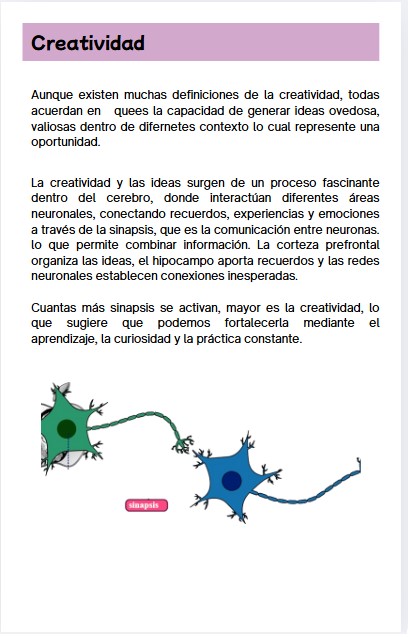 Creatividad
Aunque existen muchas definiciones de la creatividad, todas
acuerdan en quees la capacidad de generar ideas ovedosa,
valiosas dentro de difernetes contexto lo cual represente una
oportunidad.
La creatividad y las ideas surgen de un proceso fascinante
dentro del cerebro, donde interactúan diferentes áreas
neuronales, conectando recuerdos, experiencias y emociones
a través de la sinapsis, que es la comunicación entre neuronas.
lo que permite combinar información. La corteza prefrontal
organiza las ideas, el hipocampo aporta recuerdos y las redes
neuronales establecen conexiones inesperadas.
Cuantas más sinapsis se activan, mayor es la creatividad, lo
que sugiere que podemos fortalecerla mediante el
aprendizaje, la curiosidad y la práctica constante.
sinapsis